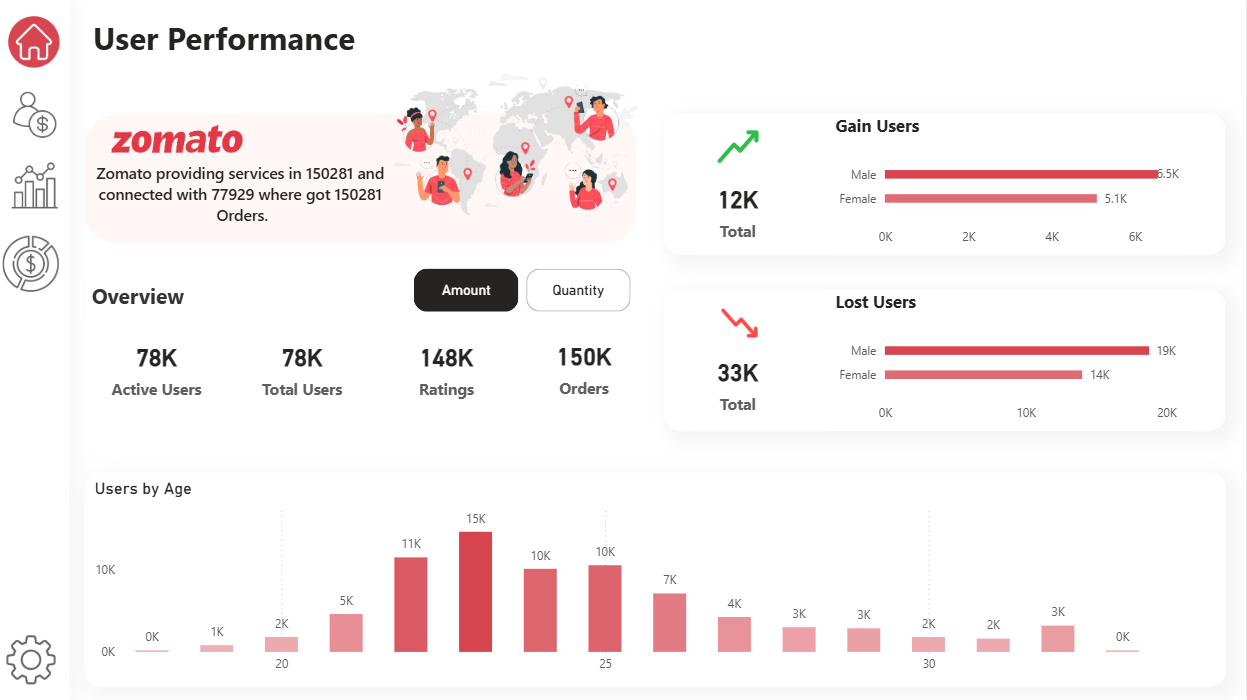 User Performance
zomato
Zomato providing services in 150281 and
connected with 77929 where got 150281
Orders.
Gain Users
12K
Total
Male 6.5K
Female 5.1K
0K 2K 4K 6K
Overview
Amount
Quantity
78K
Active Users
78K
Total Users
148K
Ratings
150K
Orders
Lost Users
33K
Total
Male 19K
Female 14K
0K 10K 20K
Users by Age
10K
0K
0K 1K 2K 5K 11K 15K 10K 10K 7K 4K 3K 3K 2K 2K 3K 0K
20 25 30